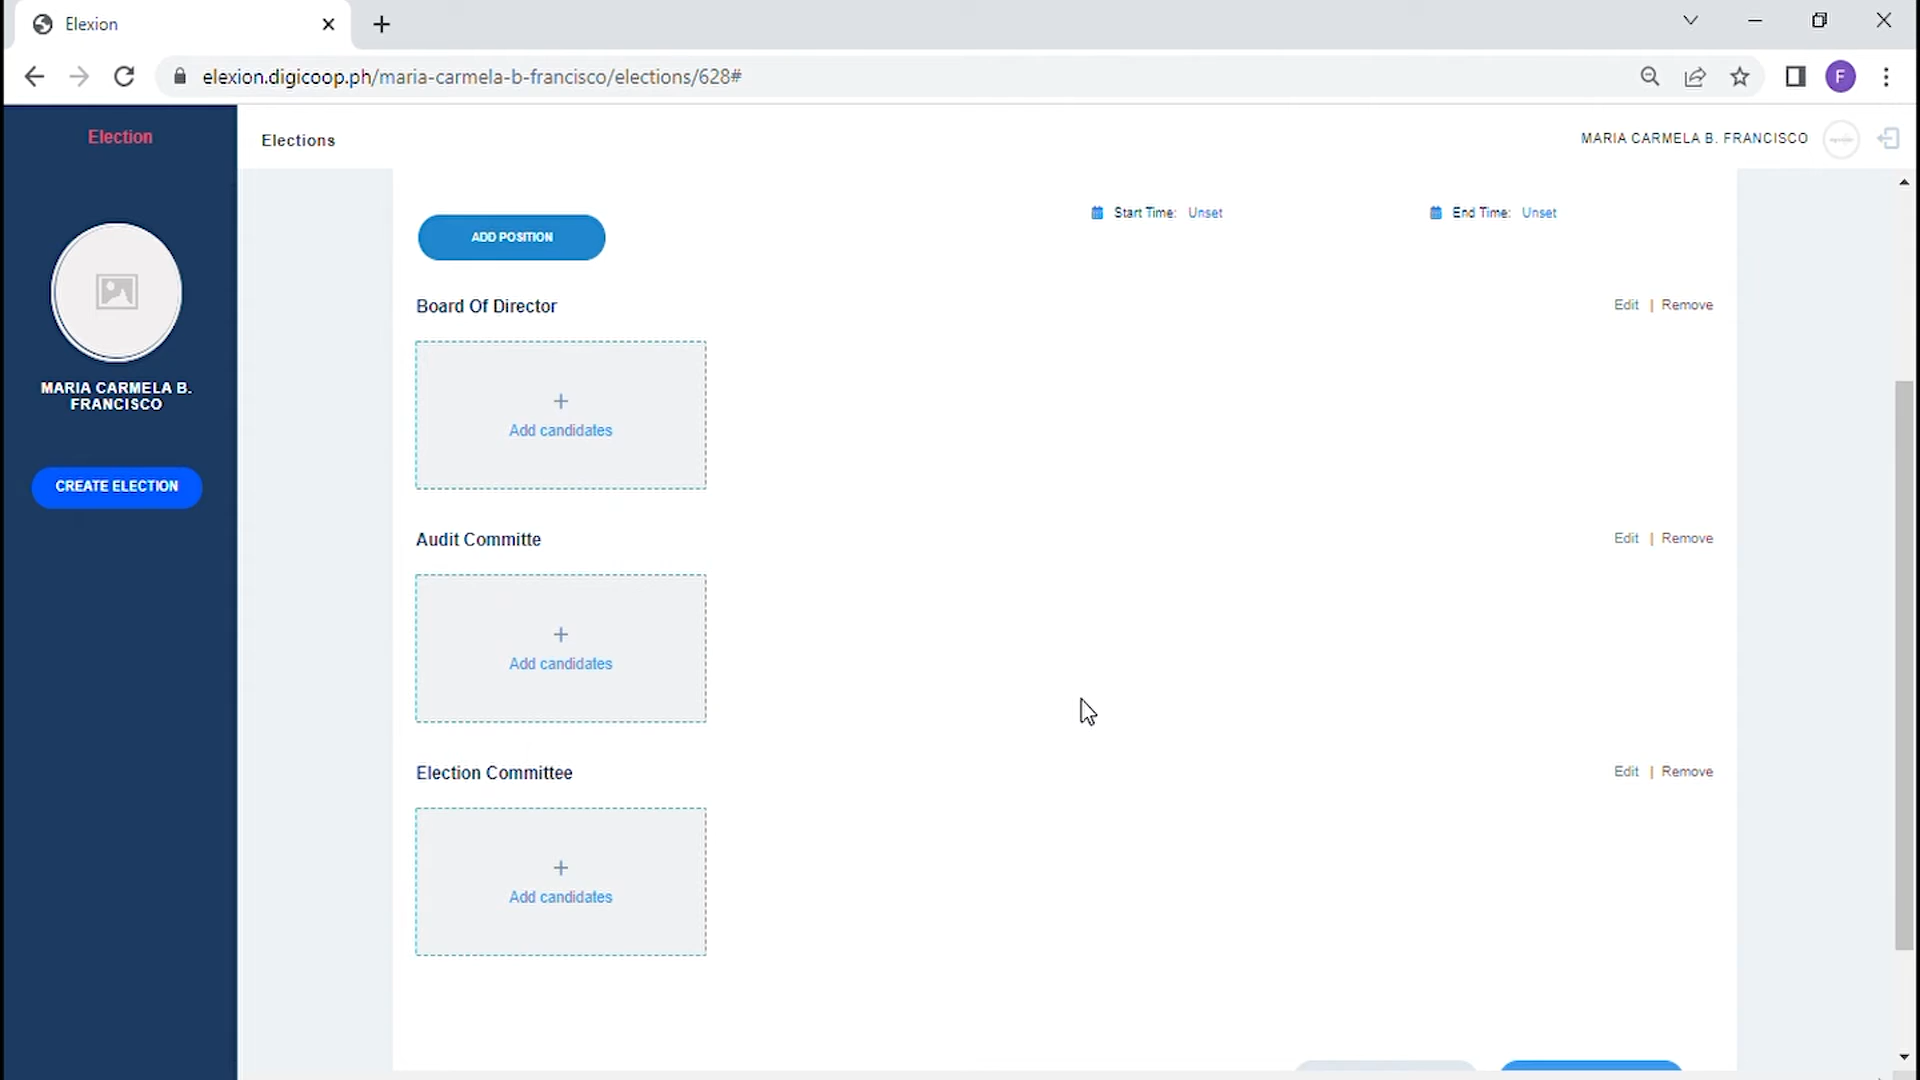 Elexion
elexion.digicoop.ph/maria-carmela-b-francisco/elections/628#
F
Election
Elections
MARIA CARMELA B. FRANCISCO
MARIA CARMELA B.
FRANCISCO
CREATE ELECTION
ADD POSITION
Start Time: Unset
End Time: Unset
Board Of Director
Edit | Remove
Add candidates
Audit Committe
Edit | Remove
Add candidates
Election Committee
Edit | Remove
Add candidates